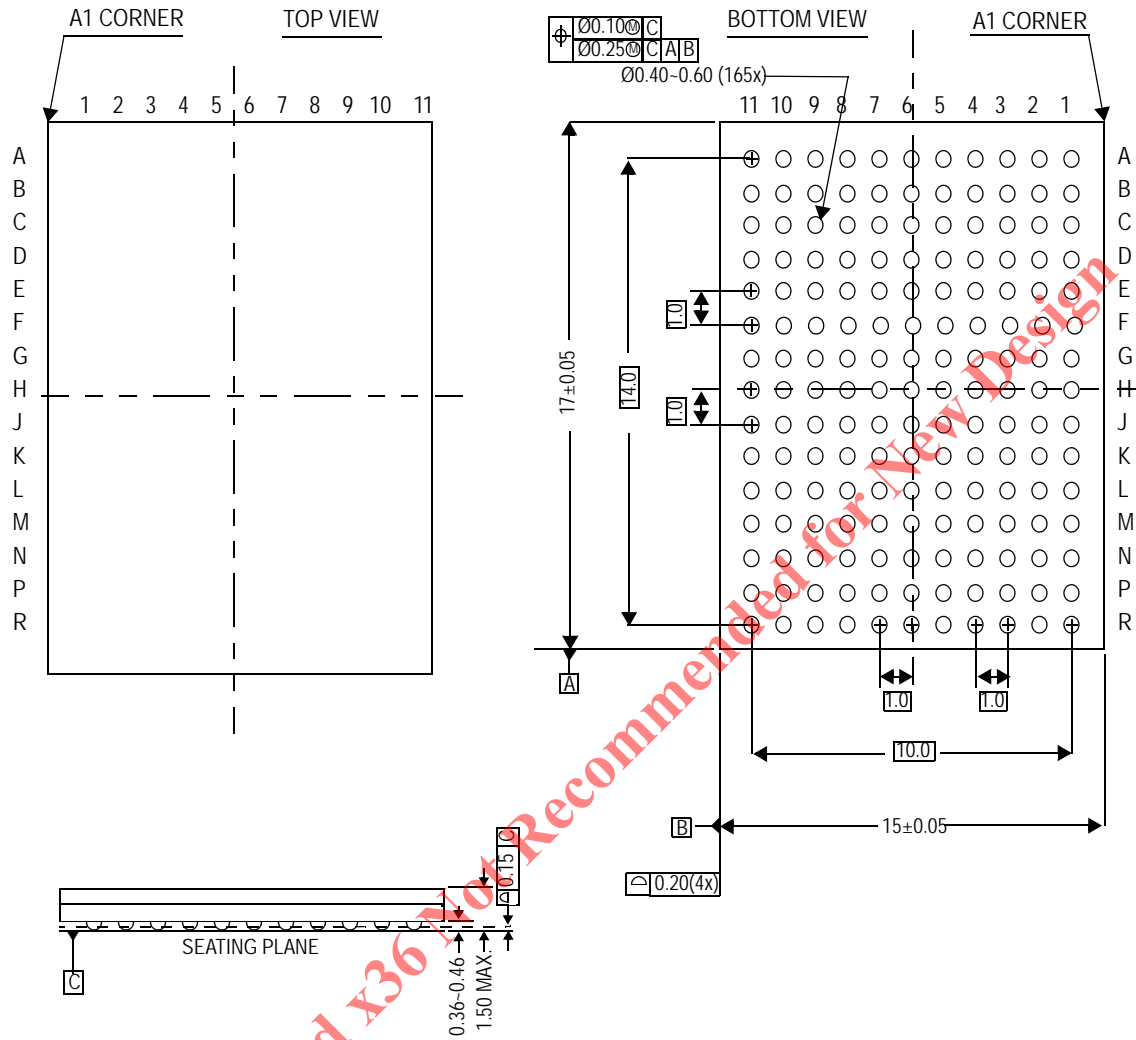 A1 CORNER TOP VIEW
1 2 3 4 5 6 7 8 9 10 11
A
B
C
D
E
F
G
H
J
K
L
M
N
P
R
Ø0.10Ⓜ C
Ø0.25Ⓜ C A B
BOTTOM VIEW A1 CORNER
Ø0.40~0.60 (165x)
11 10 9 8 7 6 5 4 3 2 1
A
B
C
D
E
F
G
H
J
K
L
M
N
P
R
1.0
17±0.05
14.0
1.0
A
1.0 1.0
10.0
B 15±0.05
0.20(4x)
0.15 C
SEATING PLANE
C
0.36~0.46
1.50 MAX.
d x36 Not Recommended for New Design